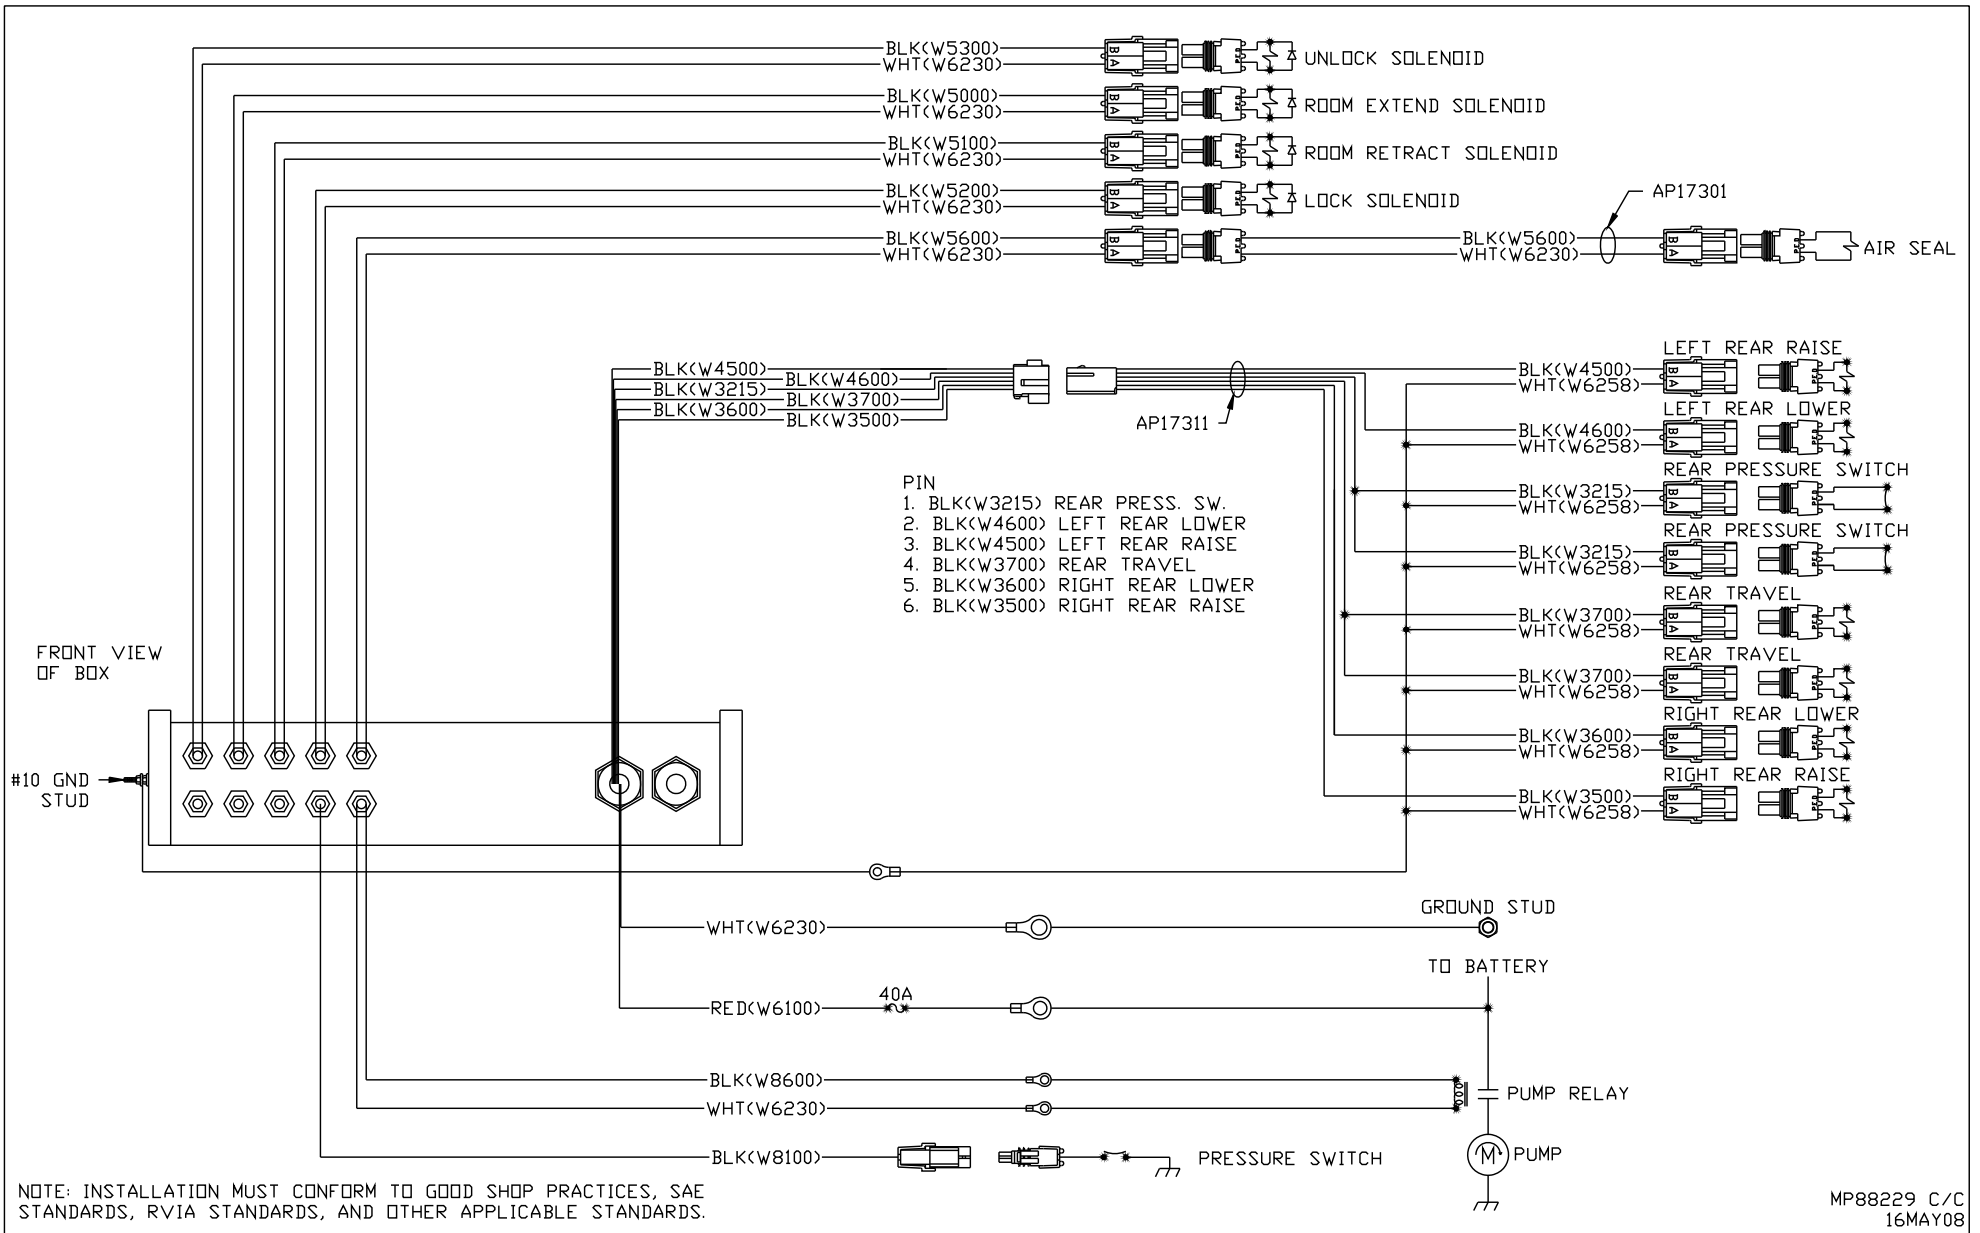 BLK(W5300)
WHT(W6230)
B
A
UNLOCK SOLENOID
BLK(W5000)
WHT(W6230)
B
A
ROOM EXTEND SOLENOID
BLK(W5100)
WHT(W6230)
B
A
ROOM RETRACT SOLENOID
BLK(W5200)
WHT(W6230)
B
A
LOCK SOLENOID
AP17301
BLK(W5600)
WHT(W6230)
B
A
BLK(W5600)
WHT(W6230)
B
A
AIR SEAL
BLK(W4500)
BLK(W4600)
BLK(W3215)
BLK(W3700)
BLK(W3600)
BLK(W3500)
AP17311
LEFT REAR RAISE
BLK(W4500)
WHT(W6258)
B
A
LEFT REAR LOWER
BLK(W4600)
WHT(W6258)
B
A
REAR PRESSURE SWITCH
BLK(W3215)
WHT(W6258)
B
A
REAR PRESSURE SWITCH
BLK(W3215)
WHT(W6258)
B
A
REAR TRAVEL
BLK(W3700)
WHT(W6258)
B
A
REAR TRAVEL
BLK(W3700)
WHT(W6258)
B
A
RIGHT REAR LOWER
BLK(W3600)
WHT(W6258)
B
A
RIGHT REAR RAISE
BLK(W3500)
WHT(W6258)
B
A
PIN
1. BLK(W3215) REAR PRESS. SW.
2. BLK(W4600) LEFT REAR LOWER
3. BLK(W4500) LEFT REAR RAISE
4. BLK(W3700) REAR TRAVEL
5. BLK(W3600) RIGHT REAR LOWER
6. BLK(W3500) RIGHT REAR RAISE
FRONT VIEW
OF BOX
#10 GND
STUD
WHT(W6230)
GROUND STUD
TO BATTERY
RED(W6100)
40A
BLK(W8600)
WHT(W6230)
PUMP RELAY
BLK(W8100)
PRESSURE SWITCH
M
PUMP
NOTE: INSTALLATION MUST CONFORM TO GOOD SHOP PRACTICES, SAE
STANDARDS, RVIA STANDARDS, AND OTHER APPLICABLE STANDARDS.
MP88229 C/C
16MAY08